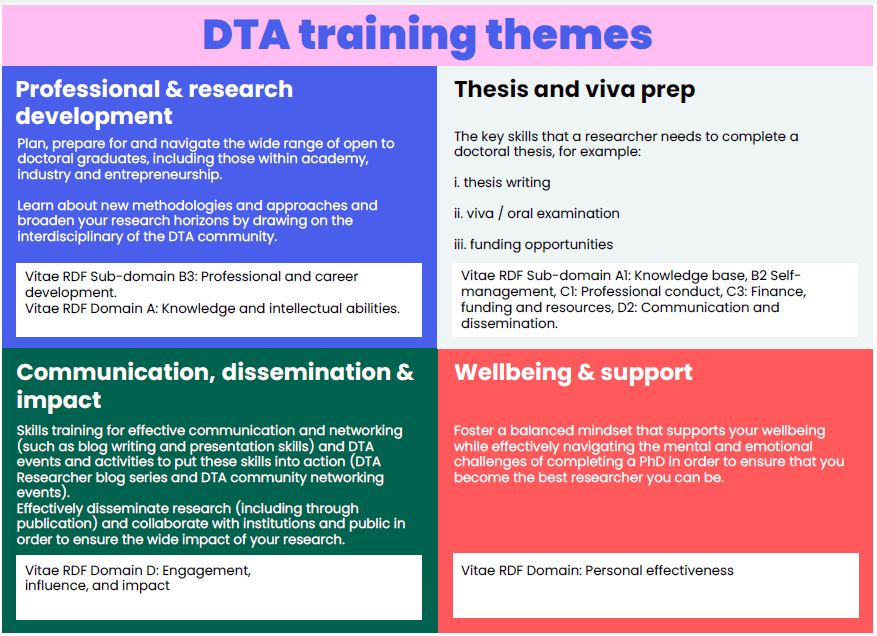 DTA training themes
Professional & research
development
Plan, prepare for and navigate the wide range of open to
doctoral graduates, including those within academy,
industry and entrepreneurship.
Learn about new methodologies and approaches and
broaden your research horizons by drawing on the
interdisciplinary of the DTA community.
Vitae RDF Sub-domain B3: Professional and career
development.
Vitae RDF Domain A: Knowledge and intellectual abilities.
Thesis and viva prep
The key skills that a researcher needs to complete a
doctoral thesis, for example:
i. thesis writing
ii. viva / oral examination
iii. funding opportunities
Vitae RDF Sub-domain A1: Knowledge base, B2 Self-
management, C1: Professional conduct, C3: Finance,
funding and resources, D2: Communication and
dissemination.
Communication, dissemination &
impact
Skills training for effective communication and networking
(such as blog writing and presentation skills) and DTA
events and activities to put these skills into action (DTA
Researcher blog series and DTA community networking
events).
Effectively disseminate research (including through
publication) and collaborate with institutions and public in
order to ensure the wide impact of your research.
Vitae RDF Domain D: Engagement,
influence, and impact
Wellbeing & support
Foster a balanced mindset that supports your wellbeing
while effectively navigating the mental and emotional
challenges of completing a PhD in order to ensure that you
become the best researcher you can be.
Vitae RDF Domain: Personal effectiveness